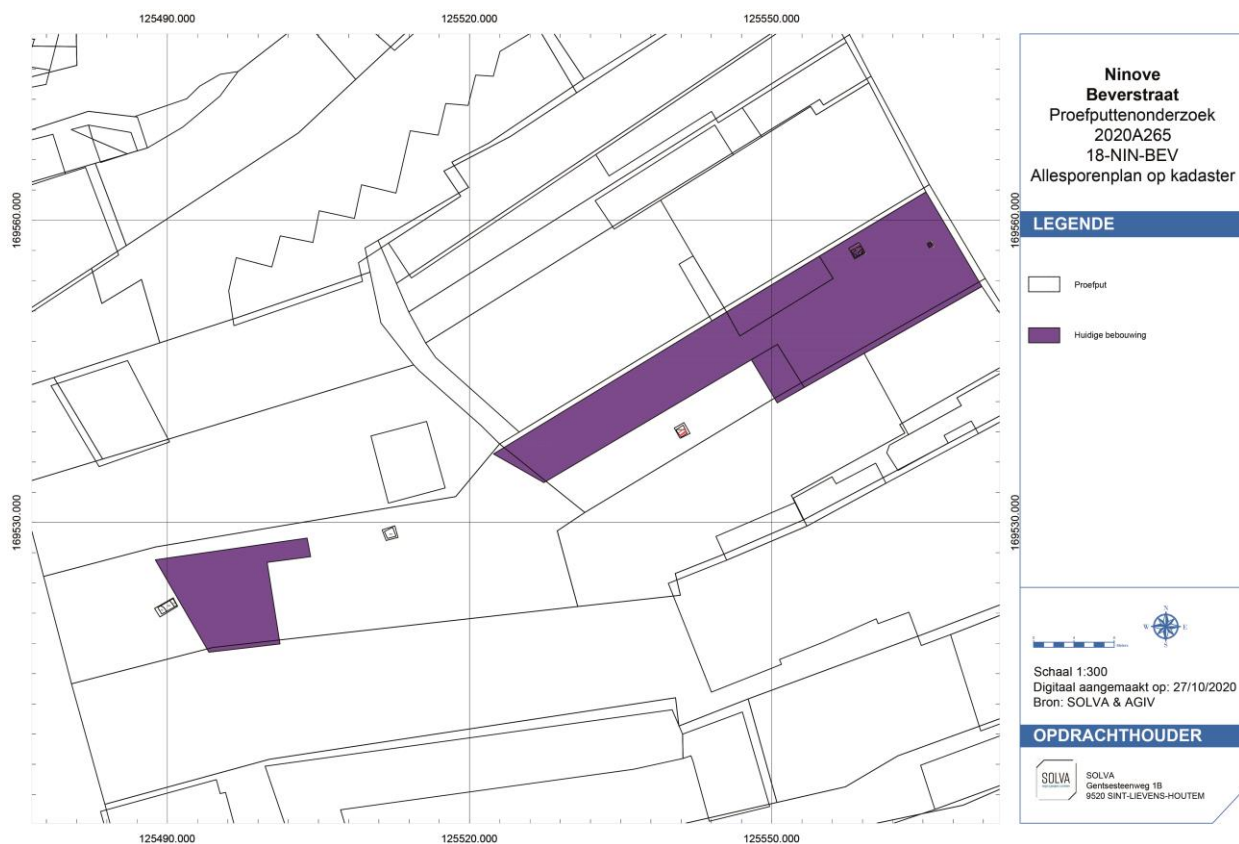 125490.000
125520.000
125550.000
169560.000
169560.000
169530.000
169530.000
125490.000
125520.000
125550.000
Ninove
Beverstraat
Proefputtenonderzoek
2020A265
18-NIN-BEV
Allesporenplan op kadaster
LEGENDE
Proefput
Huidige bebouwing
N
W
E
S
Schaal 1:300
Digitaal aangemaakt op: 27/10/2020
Bron: SOLVA & AGIV
OPDRACHTHOUDER
SOLVA
SOLVA
Gentsesteenweg 1B
9520 SINT-LIEVENS-HOUTEM